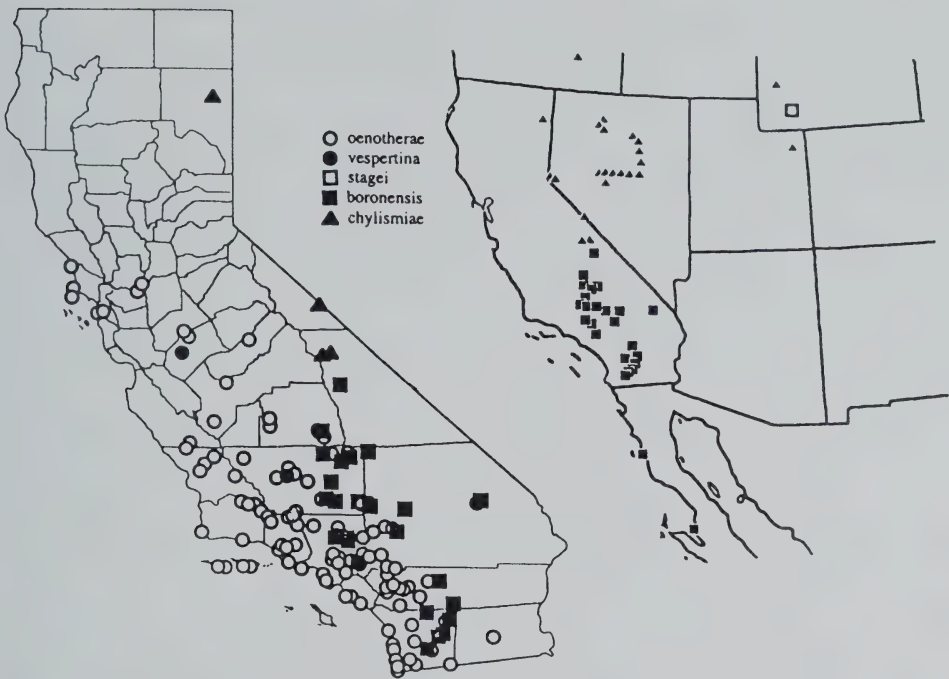 oenotherae
vespertina
stagei
boronensis
chylismiae